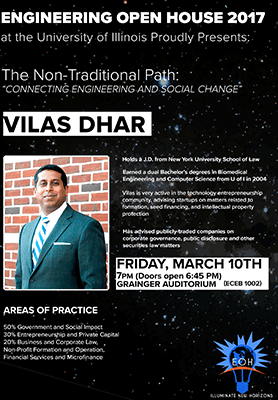 ENGINEERING OPEN HOUSE 2017
at the University of Illinois Proudly Presents:
The Non-Traditional Path:
"CONNECTING ENGINEERING AND SOCIAL CHANGE"
VILAS DHAR
Holds a J.D. from New York University School of Law
Earned a dual Bachelor's degrees in Biomedical
Engineering and Computer Science from U of I in 2004
Vilas is very active in the technology entrepreneurship
community, advising startups on matters related to
formation, seed financing, and intellectual property
protection
Has advised publicly-traded companies on
corporate governance, public disclosure and other
securities law matters
FRIDAY, MARCH 10TH
7PM (Doors open 6:45 PM)
GRAINGER AUDITORIUM (ECEB 1002)
AREAS OF PRACTICE
50% Government and Social Impact
30% Entrepreneurship and Private Capital
20% Business and Corporate Law,
Non-Profit Formation and Operation,
Financial Services and Microfinance
EOH
ILLUMINATE NEW HORIZONS